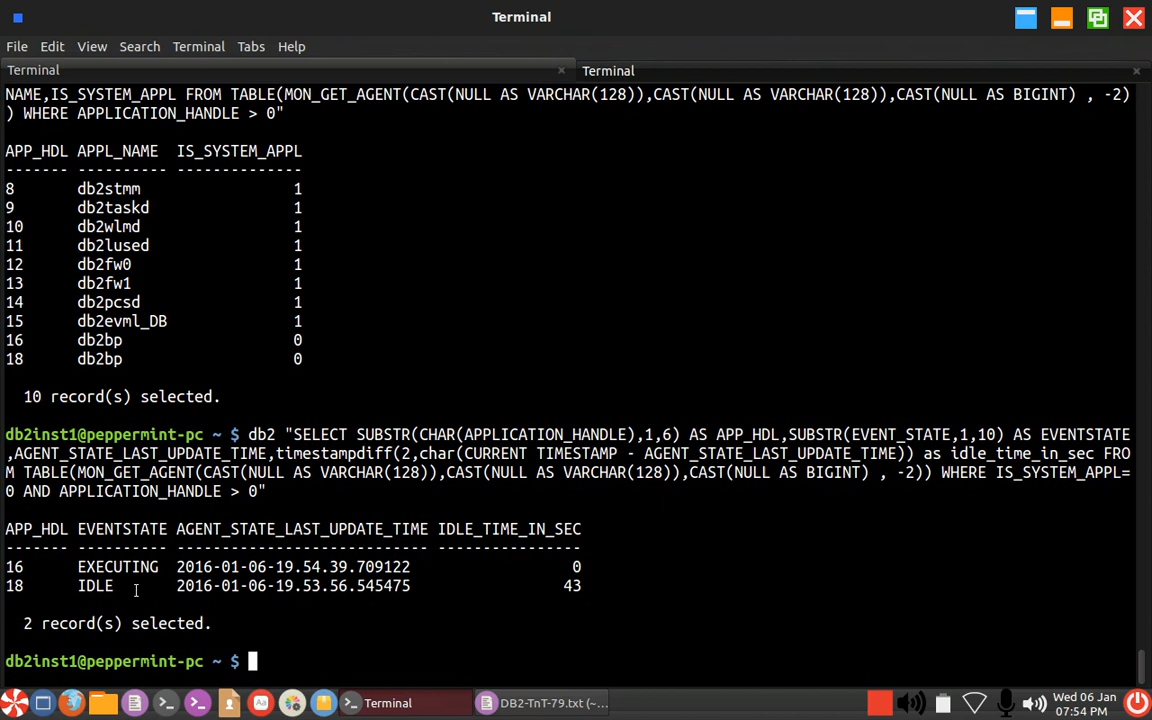 Terminal
File Edit View Search Terminal Tabs Help
Terminal × Terminal ×
NAME,IS_SYSTEM_APPL FROM TABLE(MON_GET_AGENT(CAST(NULL AS VARCHAR(128)),CAST(NULL AS VARCHAR(128)),CAST(NULL AS BIGINT) , -2)
) WHERE APPLICATION_HANDLE > 0"
APP_HDL APPL_NAME  IS_SYSTEM_APPL
------- ---------- --------------
8       db2stmm                 1
9       db2taskd                1
10      db2wlmd                 1
11      db2lused                1
12      db2fw0                  1
13      db2fw1                  1
14      db2pcsd                 1
15      db2evml_DB              1
16      db2bp                   0
18      db2bp                   0
  10 record(s) selected.
db2inst1@peppermint-pc ~ $ db2 "SELECT SUBSTR(CHAR(APPLICATION_HANDLE),1,6) AS APP_HDL,SUBSTR(EVENT_STATE,1,10) AS EVENTSTATE
,AGENT_STATE_LAST_UPDATE_TIME,timestampdiff(2,char(CURRENT TIMESTAMP - AGENT_STATE_LAST_UPDATE_TIME)) as idle_time_in_sec FRO
M TABLE(MON_GET_AGENT(CAST(NULL AS VARCHAR(128)),CAST(NULL AS VARCHAR(128)),CAST(NULL AS BIGINT) , -2)) WHERE IS_SYSTEM_APPL=
0 AND APPLICATION_HANDLE > 0"
APP_HDL EVENTSTATE AGENT_STATE_LAST_UPDATE_TIME IDLE_TIME_IN_SEC
------- ---------- ---------------------------- ----------------
16      EXECUTING  2016-01-06-19.54.39.709122                  0
18      IDLE       2016-01-06-19.53.56.545475                 43
  2 record(s) selected.
db2inst1@peppermint-pc ~ $
Terminal
DB2-TnT-79.txt (~...
Wed 06 Jan
07:54 PM